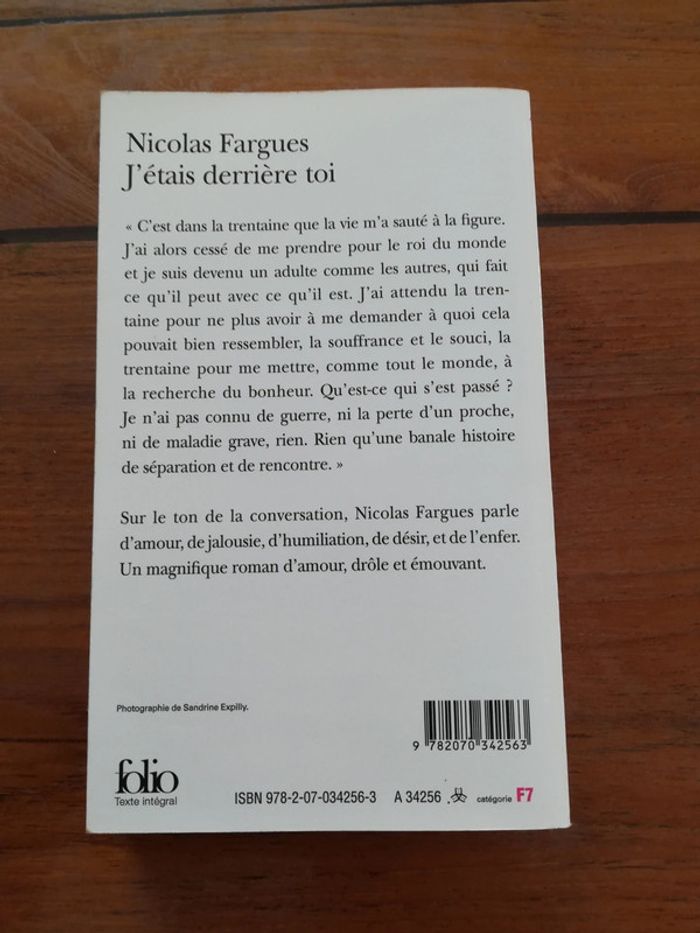 Nicolas Fargues
J'étais derrière toi
« C'est dans la trentaine que la vie m'a sauté à la figure.
J'ai alors cessé de me prendre pour le roi du monde
et je suis devenu un adulte comme les autres, qui fait
ce qu'il peut avec ce qu'il est. J'ai attendu la tren-
taine pour ne plus avoir à me demander à quoi cela
pouvait bien ressembler, la souffrance et le souci, la
trentaine pour me mettre, comme tout le monde, à
la recherche du bonheur. Qu'est-ce qui s'est passé ?
Je n'ai pas connu de guerre, ni la perte d'un proche,
ni de maladie grave, rien. Rien qu'une banale histoire
de séparation et de rencontre. »
Sur le ton de la conversation, Nicolas Fargues parle
d'amour, de jalousie, d'humiliation, de désir, et de l'enfer.
Un magnifique roman d'amour, drôle et émouvant.
Photographie de Sandrine Expilly.
9 782070 342563
folio
Texte intégral
ISBN 978-2-07-034256-3 A 34256 catégorie F7